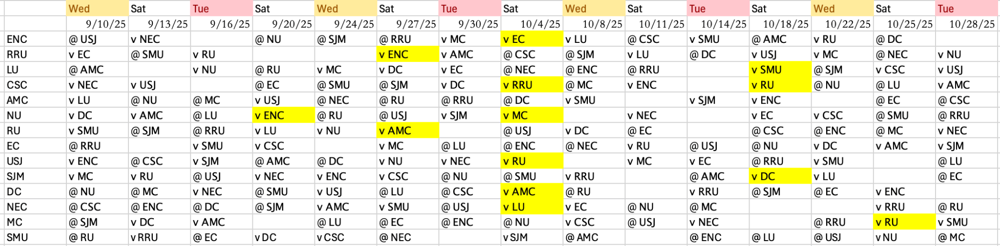 Wed Sat Tue Sat Wed Sat Tue Sat Wed Sat Tue Sat Wed Sat Tue
9/10/25 9/13/25 9/16/25 9/20/25 9/24/25 9/27/25 9/30/25 10/4/25 10/8/25 10/11/25 10/14/25 10/18/25 10/22/25 10/25/25 10/28/25
ENC @ USJ v NEC @ NU @ SJM @ RRU v MC v EC v LU @ CSC v SMU @ AMC v RU @ DC
RRU v EC @ SMU v RU v ENC v AMC @ CSC @ SJM v LU @ DC v USJ v MC @ NEC v NU
LU @ AMC v NU @ RU v MC v DC v EC @ NEC @ ENC @ RRU v SMU @ SJM v CSC v USJ
CSC v NEC v USJ @ EC @ SMU @ SJM v DC v RRU @ MC v ENC v RU @ NU @ LU v AMC
AMC v LU @ NU @ MC v USJ @ NEC @ RU @ RRU @ DC v SMU v SJM v ENC @ EC @ CSC
NU v DC v AMC @ LU v ENC @ RU @ USJ v SJM v MC v NEC v EC v CSC @ SMU @ RRU
RU v SMU @ SJM @ RRU v LU v NU v AMC @ USJ v DC @ EC @ CSC @ ENC @ MC v NEC
EC @ RRU v SMU v CSC v MC @ LU @ ENC @ NEC v RU @ USJ @ NU v DC v AMC v SJM
USJ v ENC @ CSC v SJM @ AMC @ DC v NU v NEC v RU v MC v EC @ RRU v SMU @ LU
SJM v MC v RU @ USJ v NEC v ENC v CSC @ NU @ SMU v RRU @ AMC v DC v LU @ EC
DC @ NU @ MC v NEC @ SMU v USJ @ LU @ CSC v AMC @ RU v RRU @ SJM @ EC v ENC
NEC @ CSC @ ENC @ DC @ SJM v AMC v SMU @ USJ v LU v EC @ NU @ MC v RRU @ RU
MC @ SJM v DC v AMC @ LU @ EC @ ENC @ NU v CSC @ USJ v NEC @ RRU v RU v SMU
SMU @ RU v RRU @ EC v DC v CSC @ NEC v SJM @ AMC @ ENC @ LU @ USJ v NU @ MC